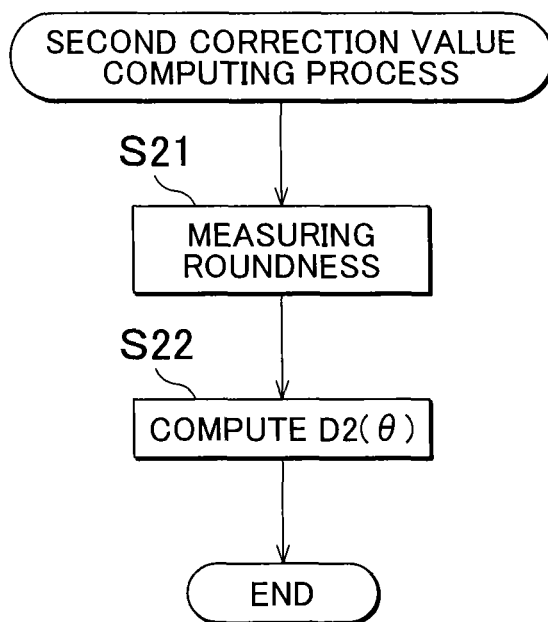 SECOND CORRECTION VALUE
COMPUTING PROCESS
S21
MEASURING
ROUNDNESS
S22
COMPUTE D2(θ)
END